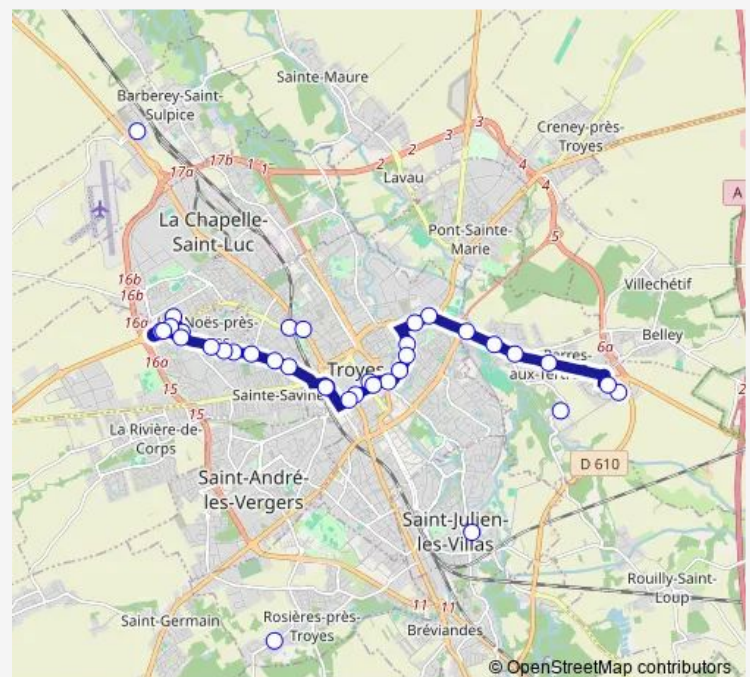 Sainte-Maure
Barberey-Saint-
Sulpice
Creney-près-
Troyes
3
3
2
2
4
4
17b
1
1
17a
Lavau
A
La Chapelle-
Saint-Luc
Pont-Sainte-
Marie
5
Villechétif
16b
16b
16a
Noës-près-
Belley
6a
16a
Troyes
aux-Tertr
15
15
Sainte-Savine
2
La Rivière-de-
Corps
D 610
Saint-André-
les-Vergers
Saint-Julien-
les-Villas
Rouilly-Saint-
Loup
11
11
Saint-Germain
Rosières-près-
Troyes
Bréviandes
© OpenStreetMap contributors